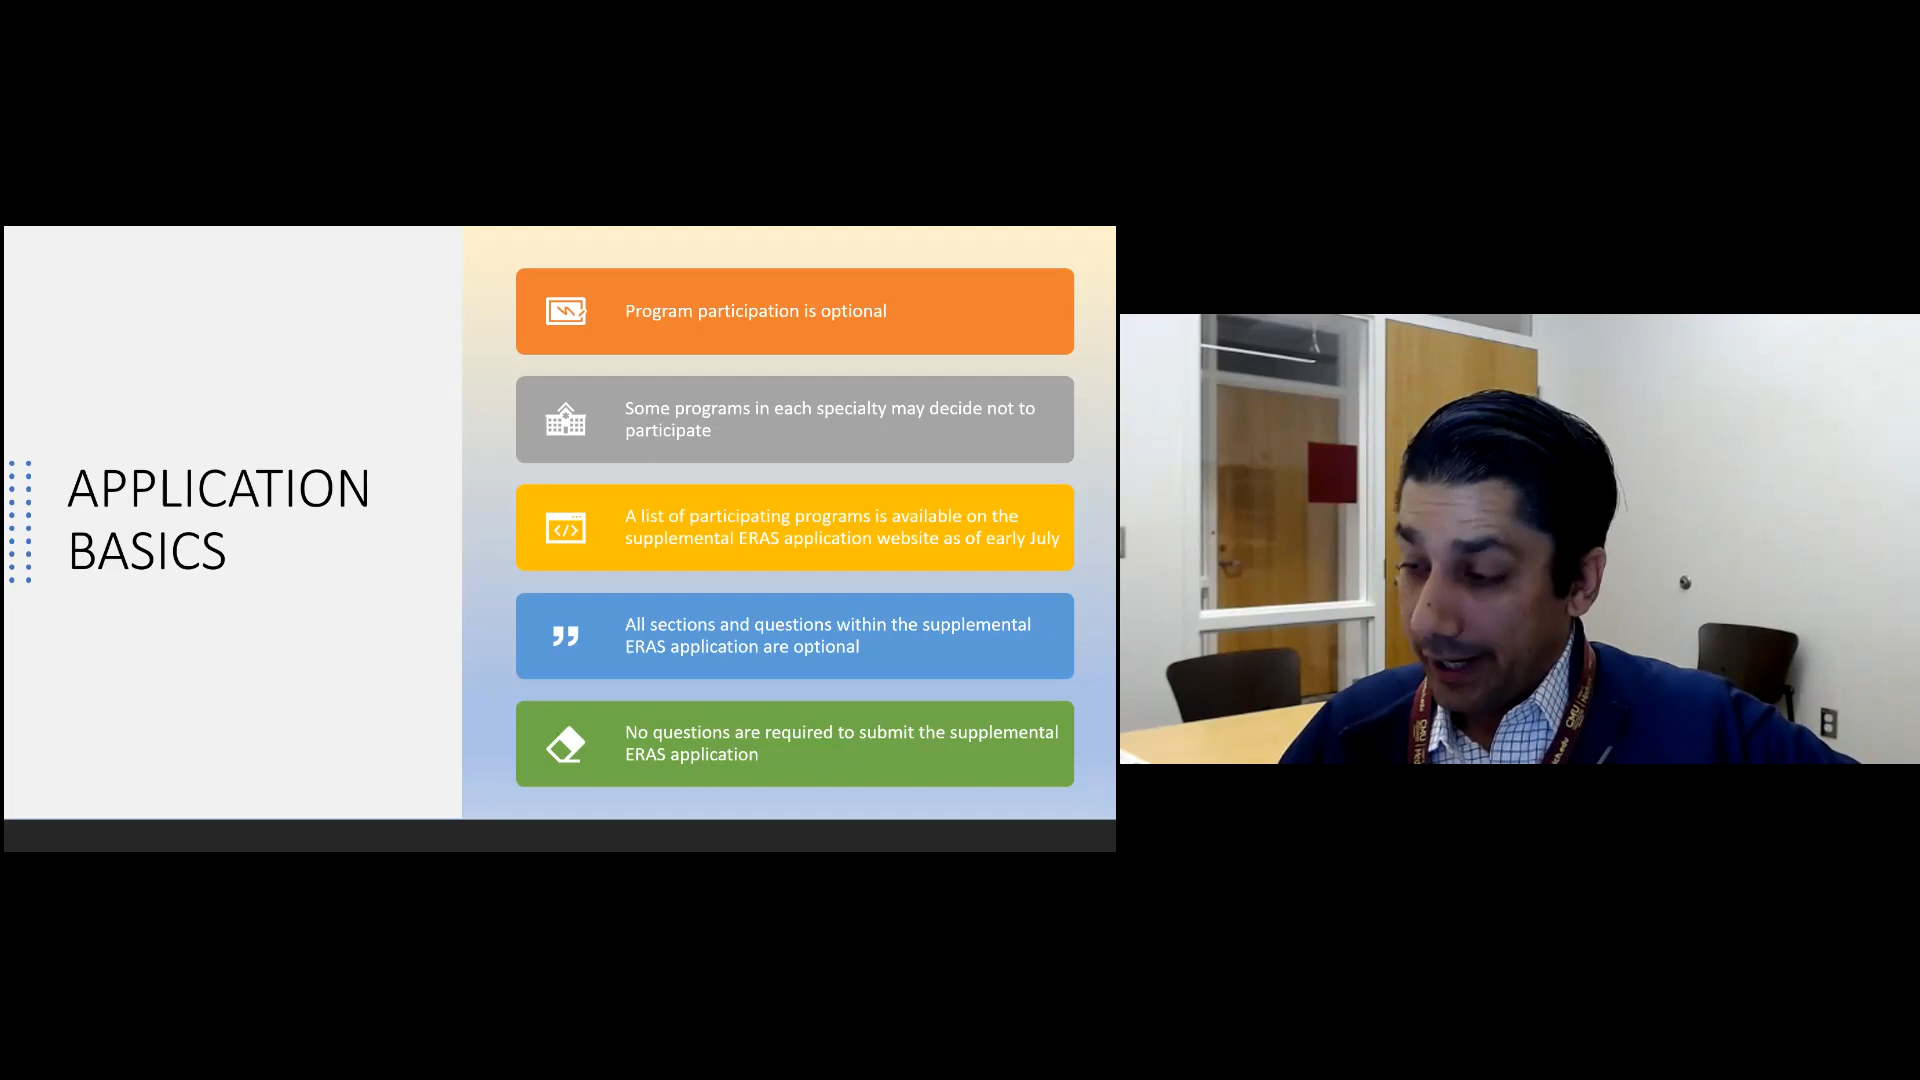 APPLICATION
BASICS
Program participation is optional
Some programs in each specialty may decide not to
participate
A list of participating programs is available on the
supplemental ERAS application website as of early July
All sections and questions within the supplemental
ERAS application are optional
No questions are required to submit the supplemental
ERAS application
CMU
CMU